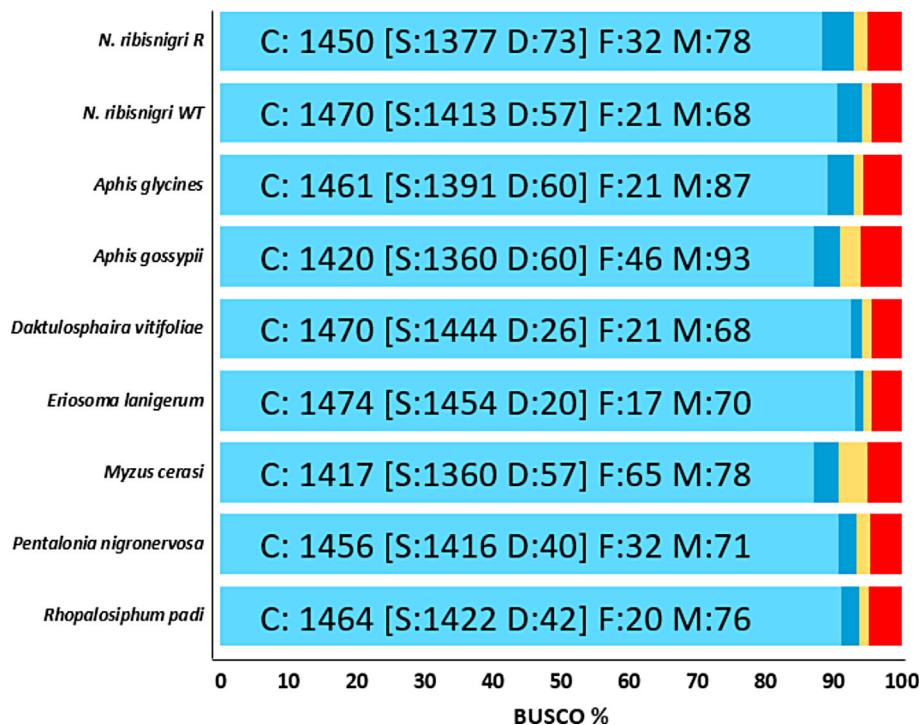 N. ribisnigri R C: 1450 [S:1377 D:73] F:32 M:78
N. ribisnigri WT C: 1470 [S:1413 D:57] F:21 M:68
Aphis glycines C: 1461 [S:1391 D:60] F:21 M:87
Aphis gossypii C: 1420 [S:1360 D:60] F:46 M:93
Daktulosphaira vitifoliae C: 1470 [S:1444 D:26] F:21 M:68
Eriosoma lanigerum C: 1474 [S:1454 D:20] F:17 M:70
Myzus cerasi C: 1417 [S:1360 D:57] F:65 M:78
Pentalonia nigronervosa C: 1456 [S:1416 D:40] F:32 M:71
Rhopalosiphum padi C: 1464 [S:1422 D:42] F:20 M:76
0 10 20 30 40 50 60 70 80 90 100
BUSCO %